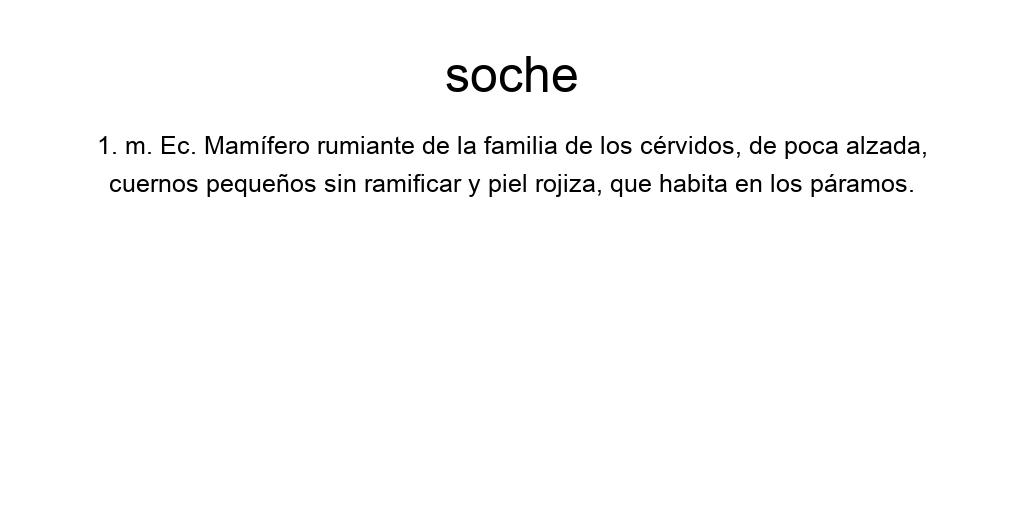 soche
1. m. Ec. Mamífero rumiante de la familia de los cérvidos, de poca alzada,
cuernos pequeños sin ramificar y piel rojiza, que habita en los páramos.